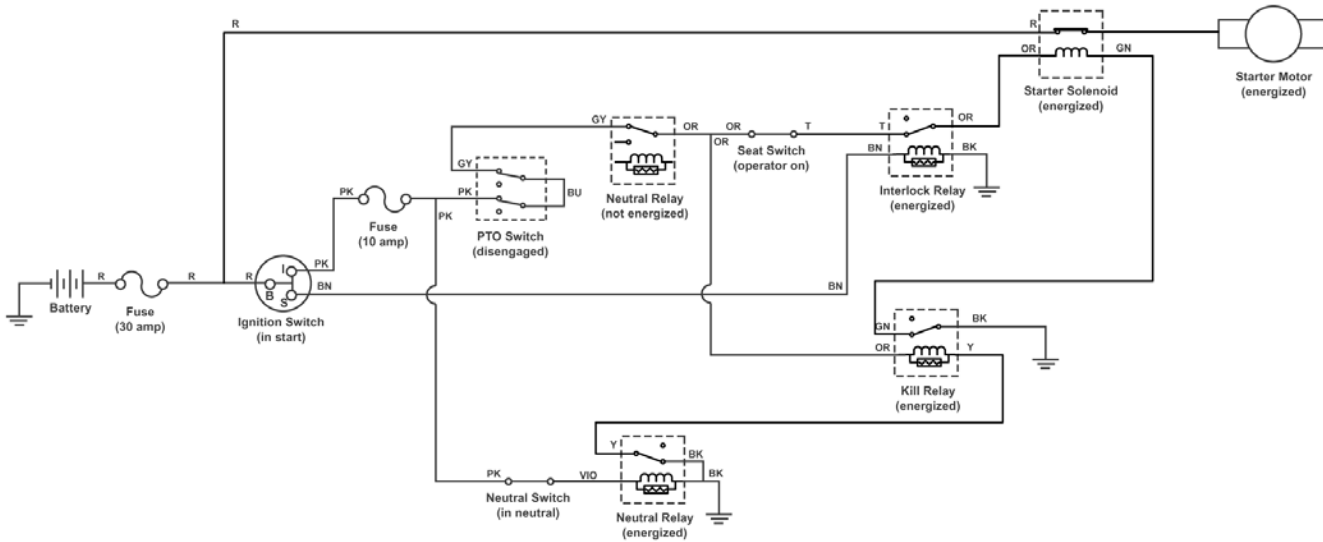 R
R
OR
GN
Starter Solenoid
(energized)
Starter Motor
(energized)
GY
OR
OR
OR
T
Seat Switch
(operator on)
T
OR
BN
BK
Interlock Relay
(energized)
GY
PK
BU
PTO Switch
(disengaged)
Neutral Relay
(not energized)
PK
Fuse
(10 amp)
PK
PK
R
R
R
I
B
S
BN
BN
Battery
Fuse
(30 amp)
Ignition Switch
(in start)
GN
BK
OR
Y
Kill Relay
(energized)
Y
BK
PK
VIO
BK
Neutral Switch
(in neutral)
Neutral Relay
(energized)